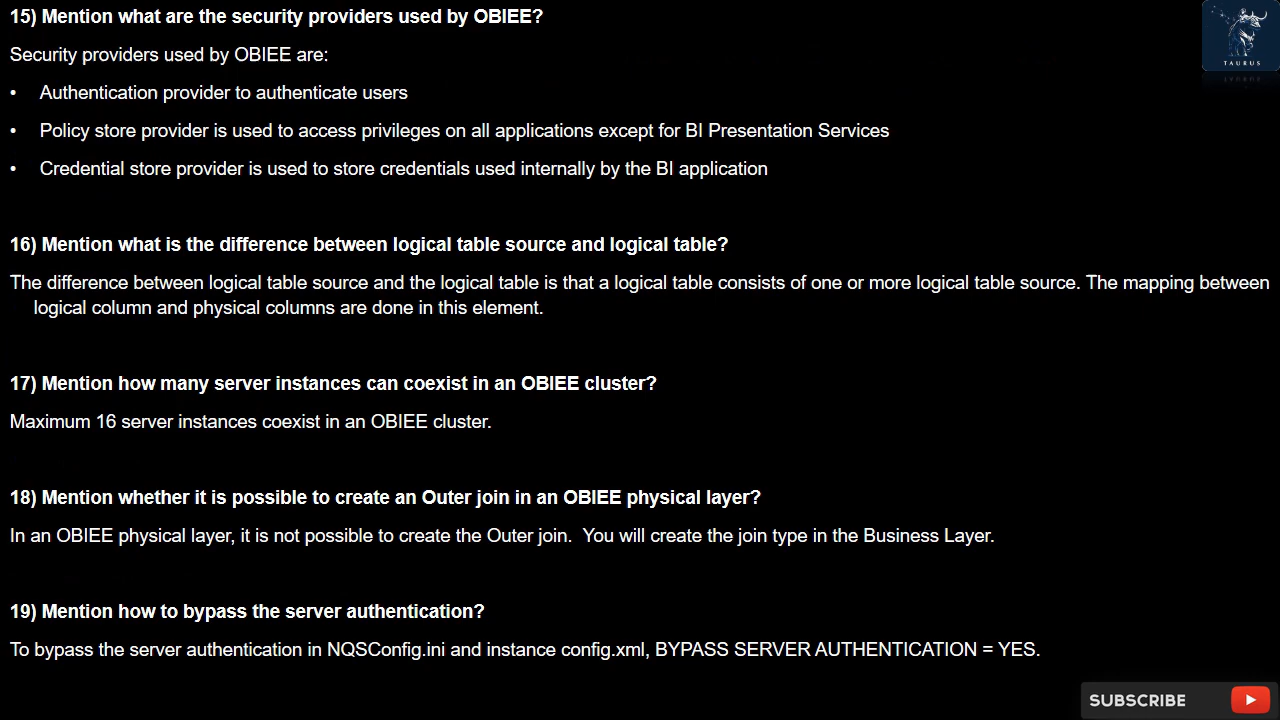 15) Mention what are the security providers used by OBIEE?
TAURUS
Security providers used by OBIEE are:
• Authentication provider to authenticate users
• Policy store provider is used to access privileges on all applications except for BI Presentation Services
• Credential store provider is used to store credentials used internally by the BI application
16) Mention what is the difference between logical table source and logical table?
The difference between logical table source and the logical table is that a logical table consists of one or more logical table source. The mapping between
logical column and physical columns are done in this element.
17) Mention how many server instances can coexist in an OBIEE cluster?
Maximum 16 server instances coexist in an OBIEE cluster.
18) Mention whether it is possible to create an Outer join in an OBIEE physical layer?
In an OBIEE physical layer, it is not possible to create the Outer join.  You will create the join type in the Business Layer.
19) Mention how to bypass the server authentication?
To bypass the server authentication in NQSConfig.ini and instance config.xml, BYPASS SERVER AUTHENTICATION = YES.
SUBSCRIBE